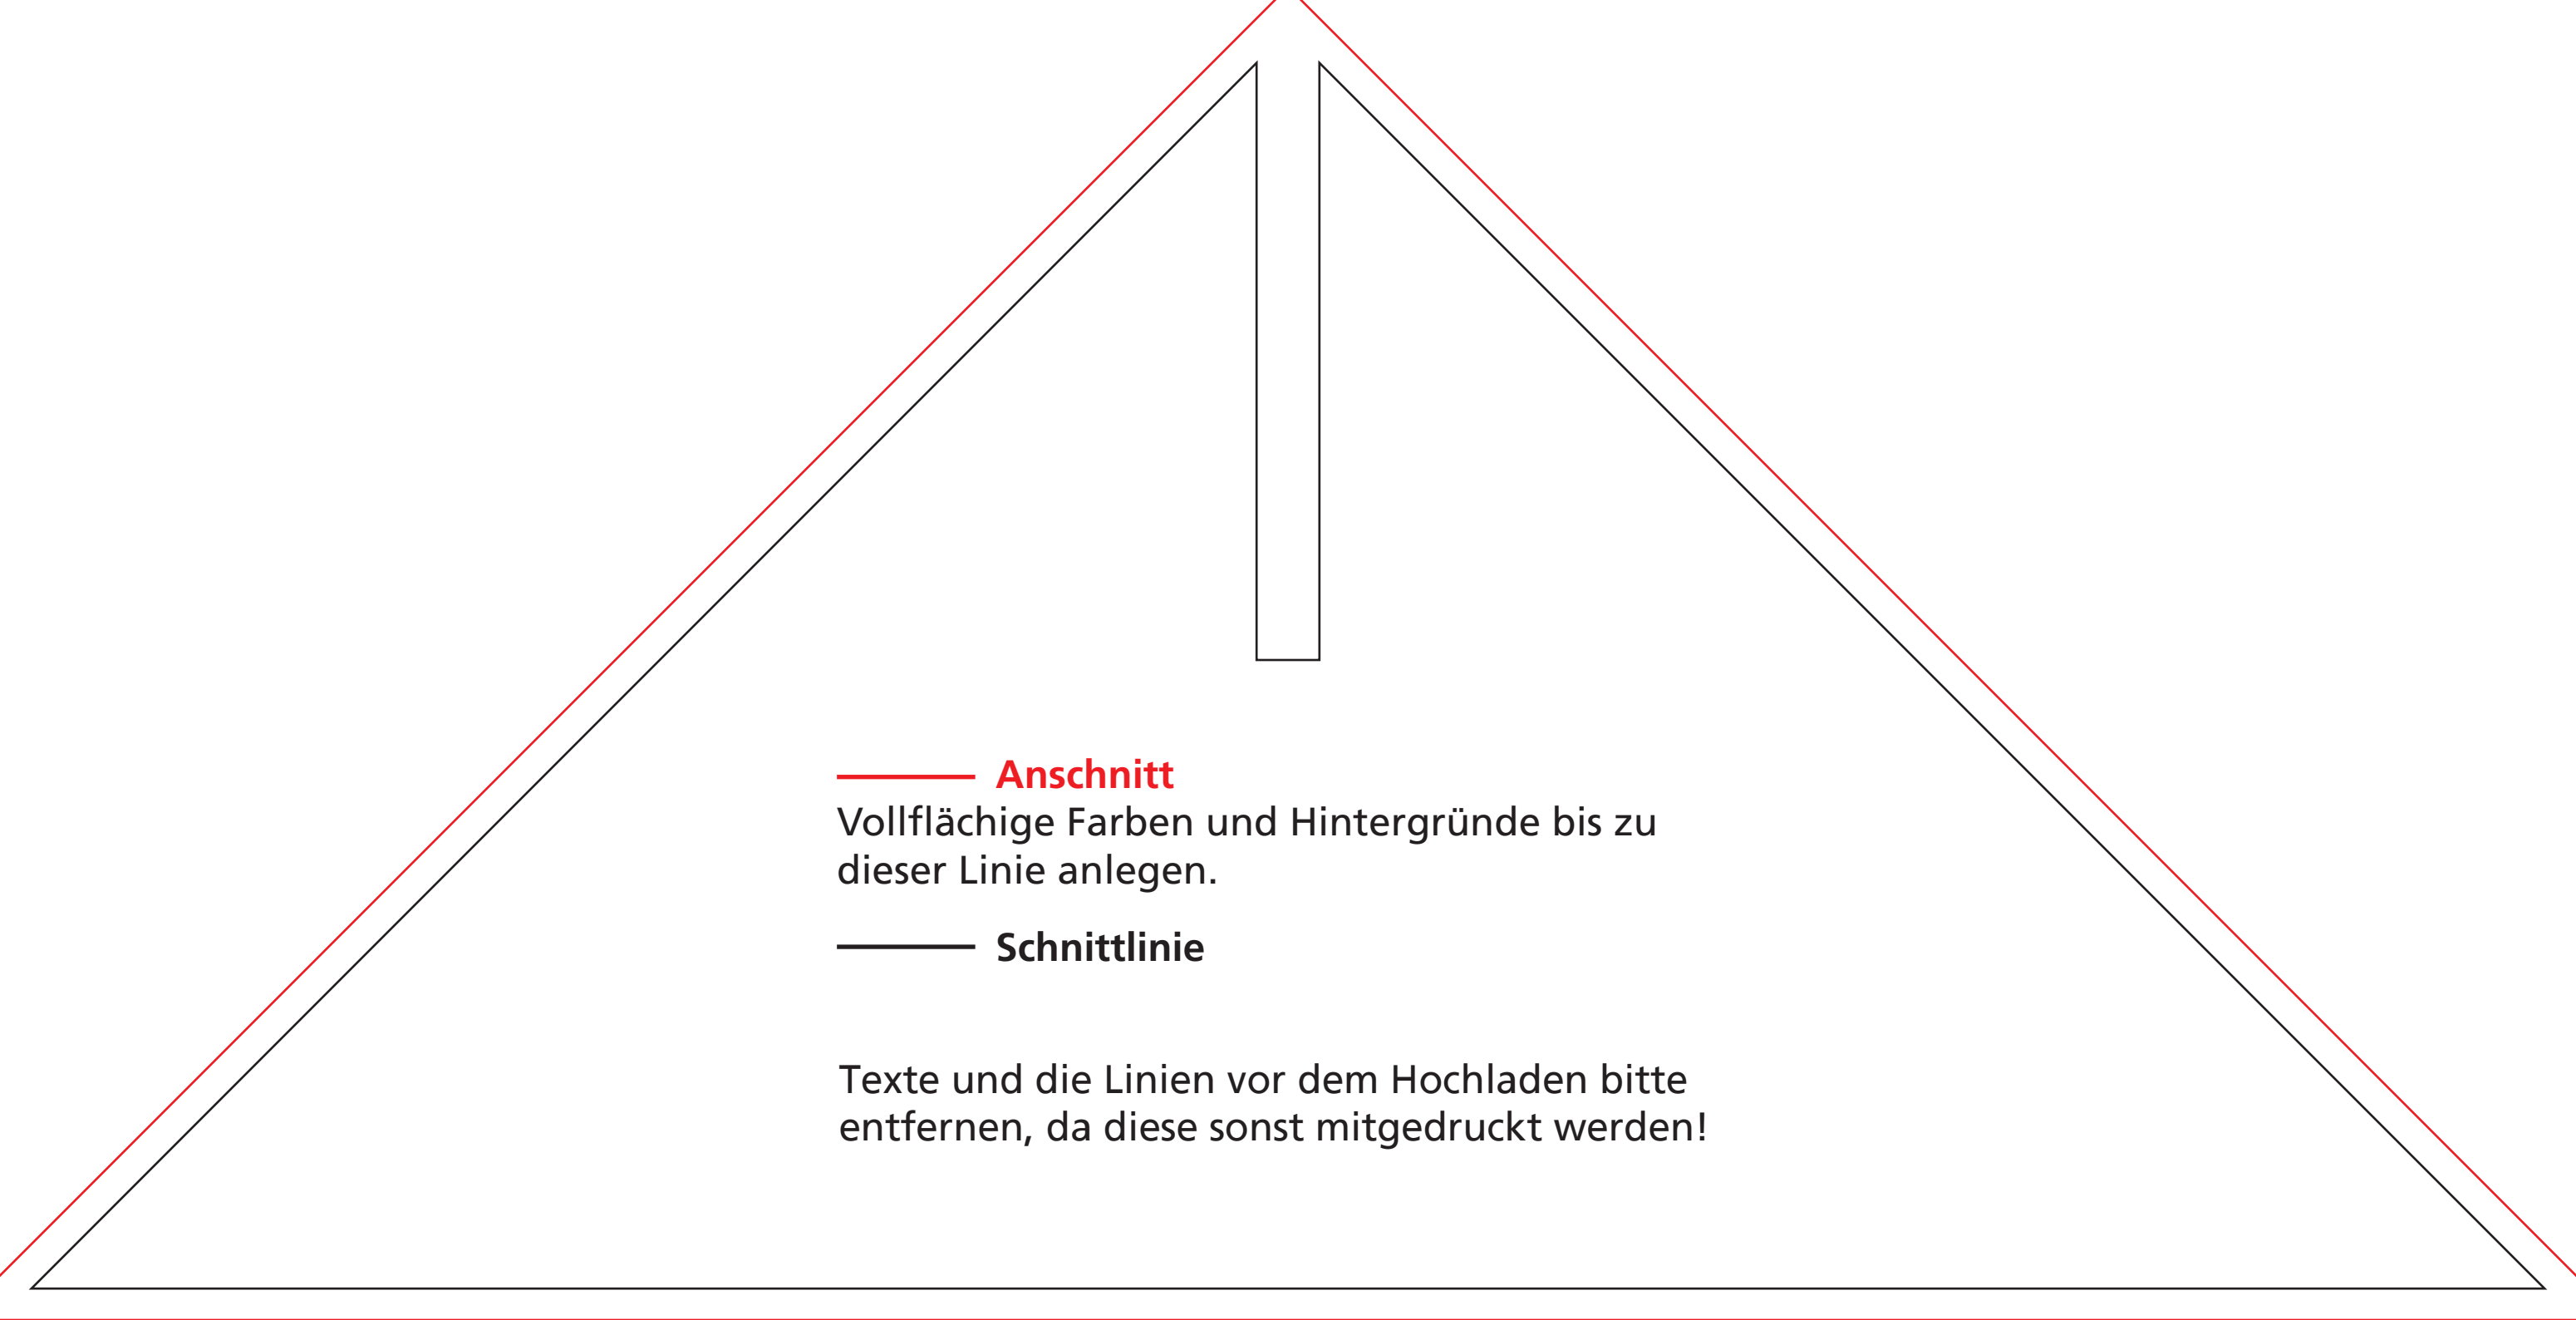 Anschnitt
Vollflächige Farben und Hintergründe bis zu
dieser Linie anlegen.
Schnittlinie
Texte und die Linien vor dem Hochladen bitte
entfernen, da diese sonst mitgedruckt werden!